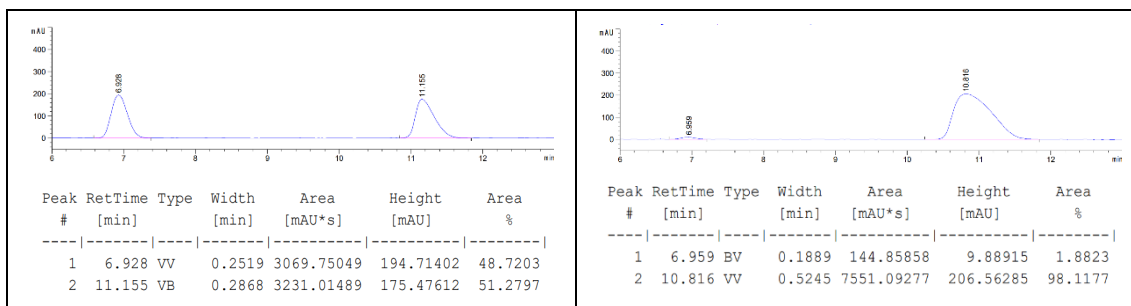 mAU
400
300
200
100
0
6.928
11.155
6 7 8 9 10 11 12 min
Peak RetTime Type Width Area Height Area
# [min] [min] [mAU*s] [mAU] %
----|-------|----|-------|----------|----------|--------|
1 6.928 VV 0.2519 3069.75049 194.71402 48.7203
2 11.155 VB 0.2868 3231.01489 175.47612 51.2797
mAU
400
300
200
100
0
6.959
10.816
6 7 8 9 10 11 12 min
Peak RetTime Type Width Area Height Area
# [min] [min] [mAU*s] [mAU] %
----|-------|----|-------|----------|----------|--------|
1 6.959 BV 0.1889 144.85858 9.88915 1.8823
2 10.816 VV 0.5245 7551.09277 206.56285 98.1177